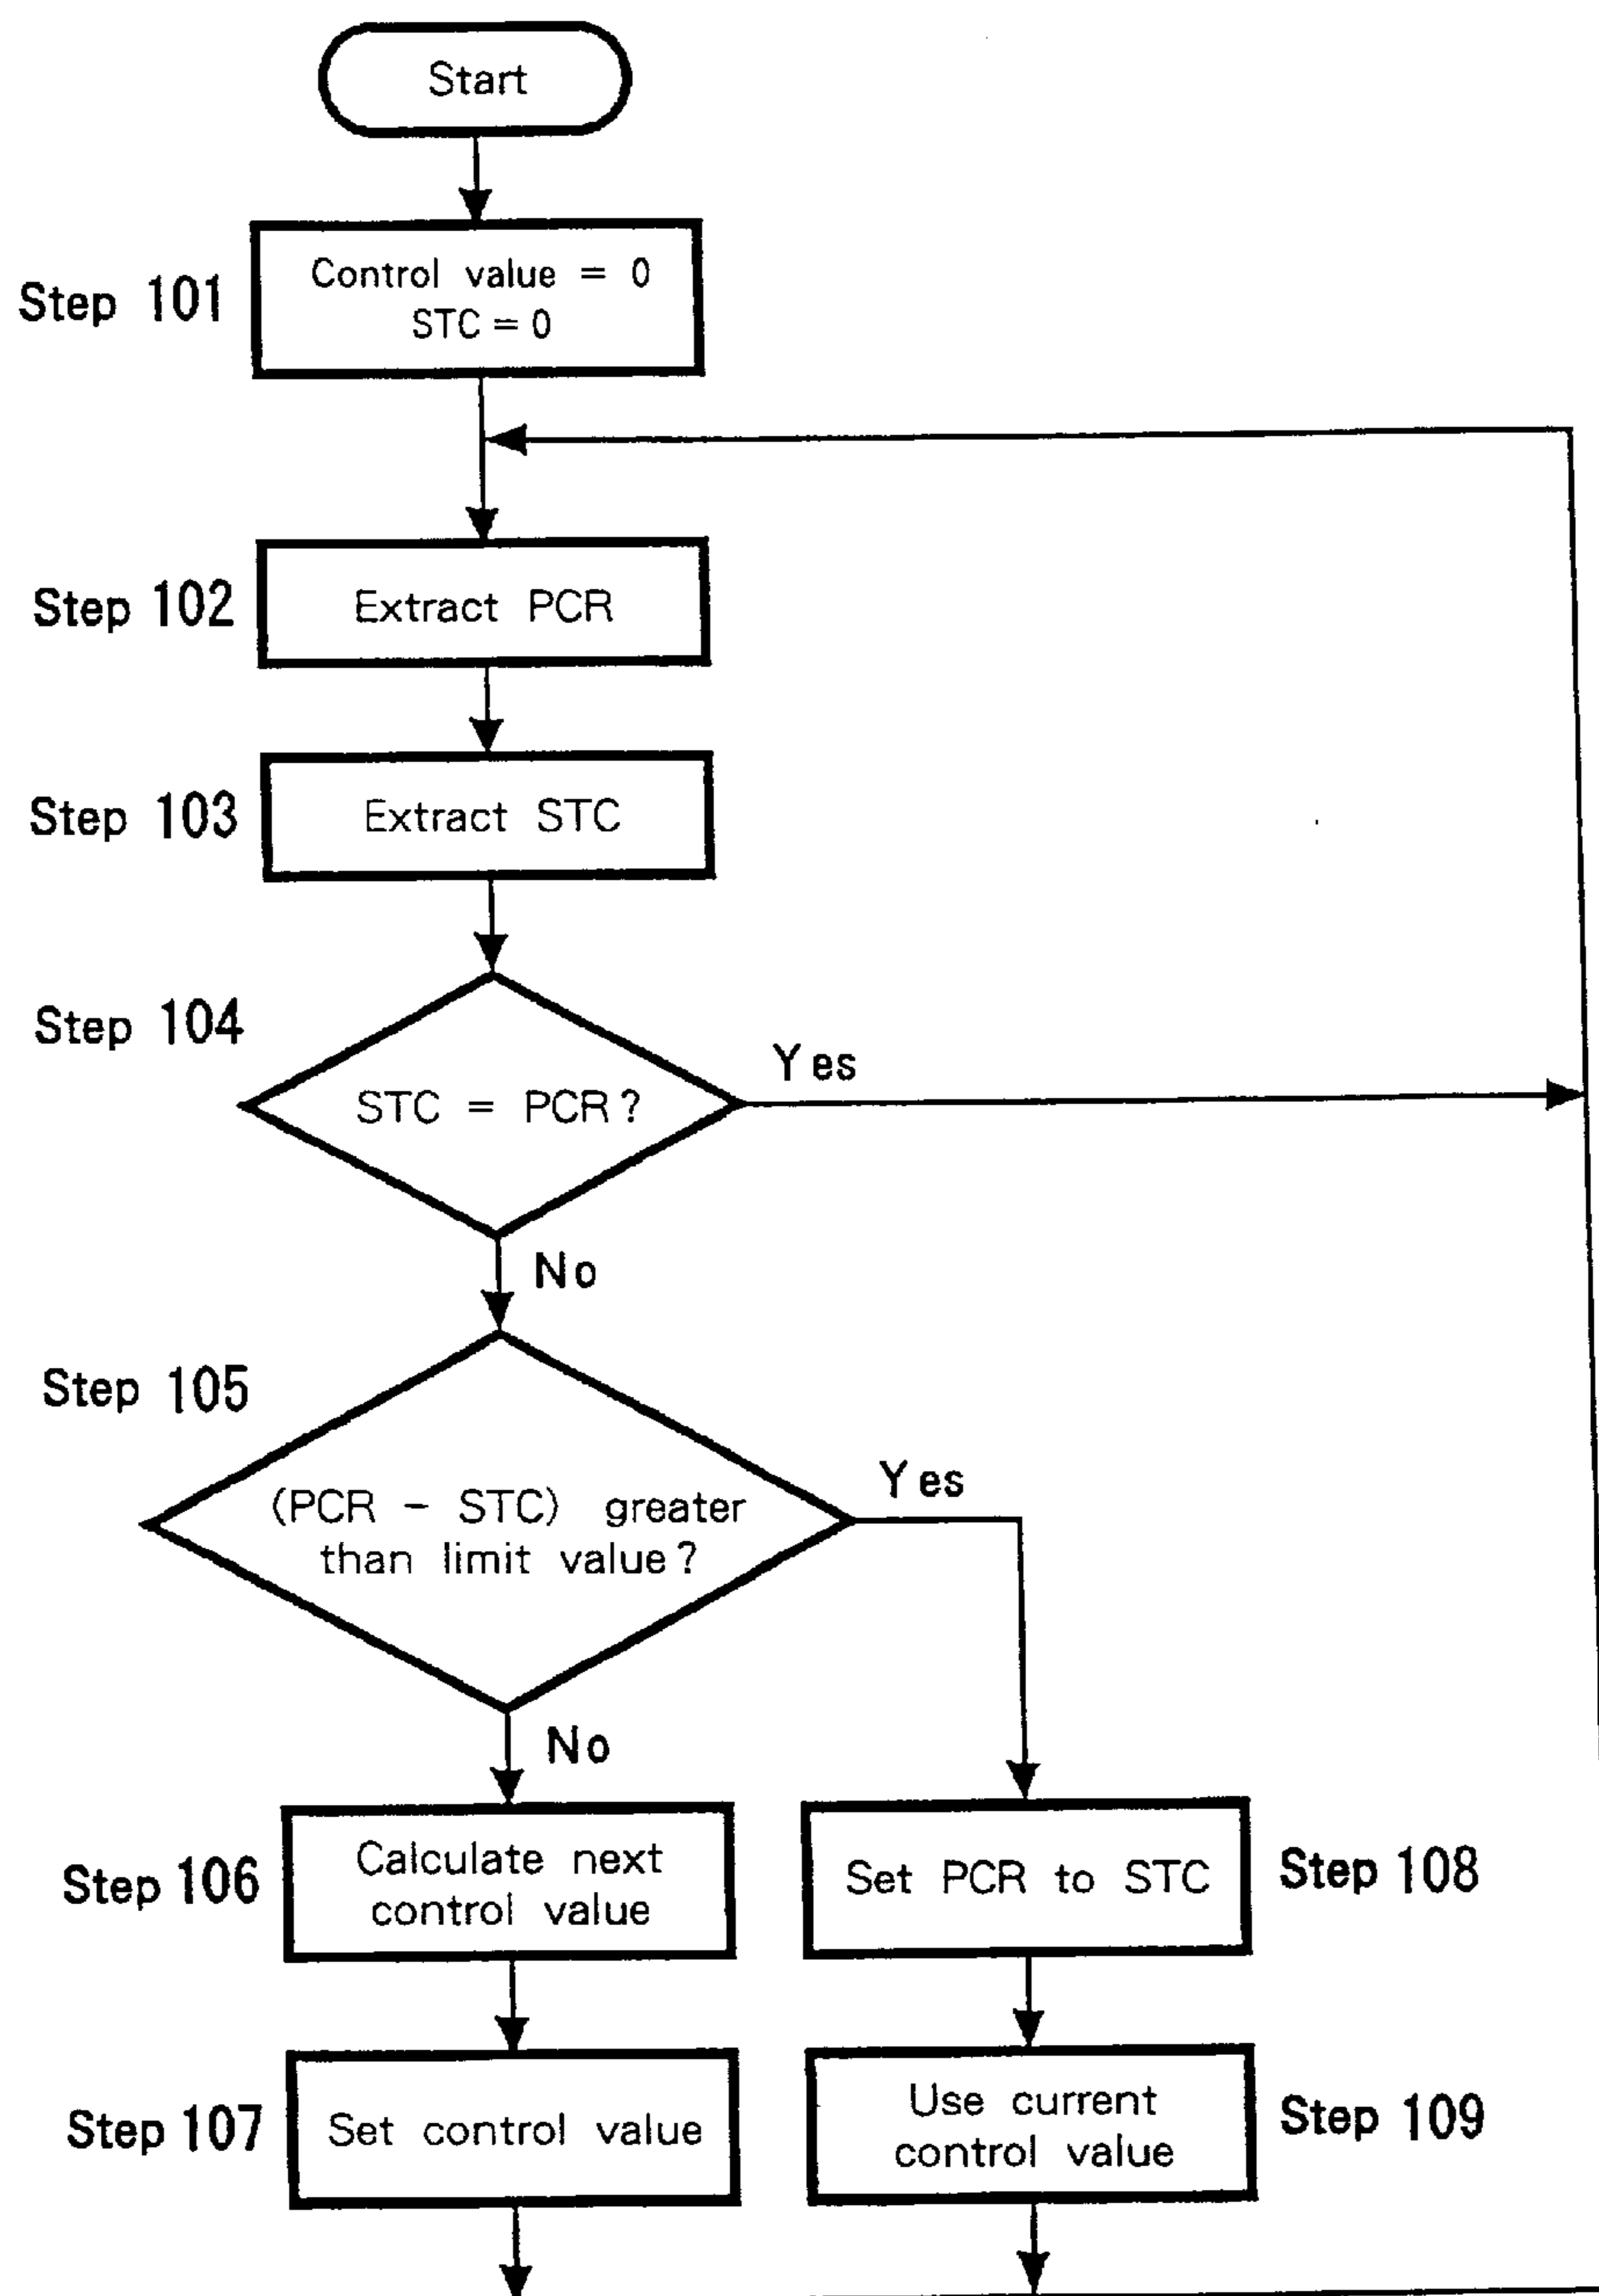 Start
Step 101
Control value = 0
STC = 0
Step 102
Extract PCR
Step 103
Extract STC
Step 104
STC = PCR?
Yes
No
Step 105
(PCR - STC) greater
than limit value?
Yes
No
Step 106
Calculate next
control value
Set PCR to STC
Step 108
Step 107
Set control value
Use current
control value
Step 109